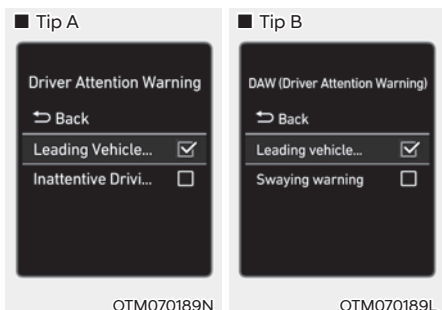 ■ Tip A
Driver Attention Warning
Back
Leading Vehicle...
Inattentive Drivi...
OTM070189N
■ Tip B
DAW (Driver Attention Warning)
Back
Leading vehicle...
Swaying warning
OTM070189L